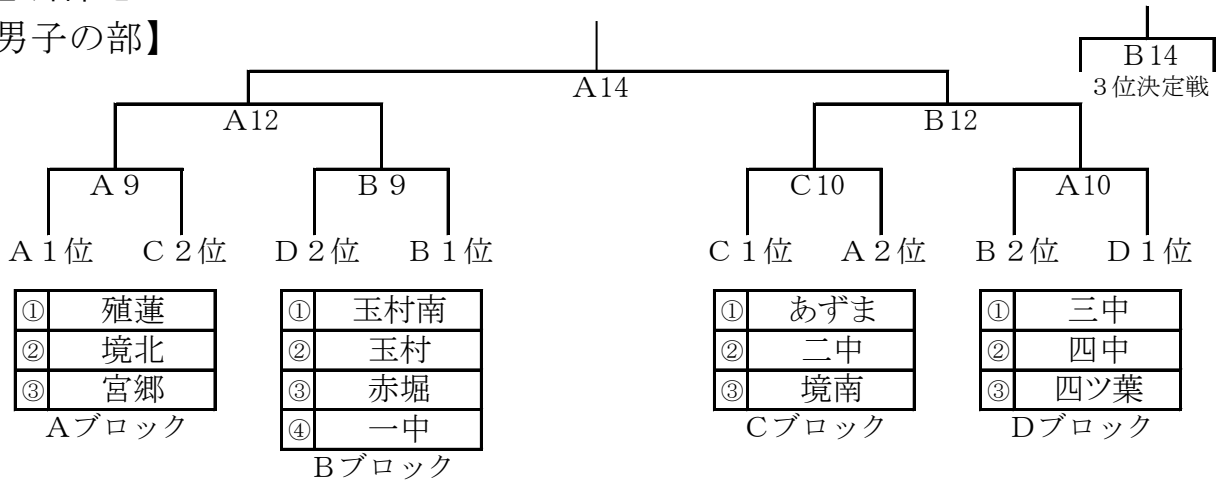 男子の部】
B14
A14
3位決定戦
A12 B12
A9 B9 C10 A10
A1位 C2位 D2位 B1位 C1位 A2位 B2位 D1位
① 殖蓮 ① 玉村南 ① あずま ① 三中
② 境北 ② 玉村 ② 二中 ② 四中
③ 宮郷 ③ 赤堀 ③ 境南 ③ 四ツ葉
Aブロック ④ 一中 Cブロック Dブロック
Bブロック